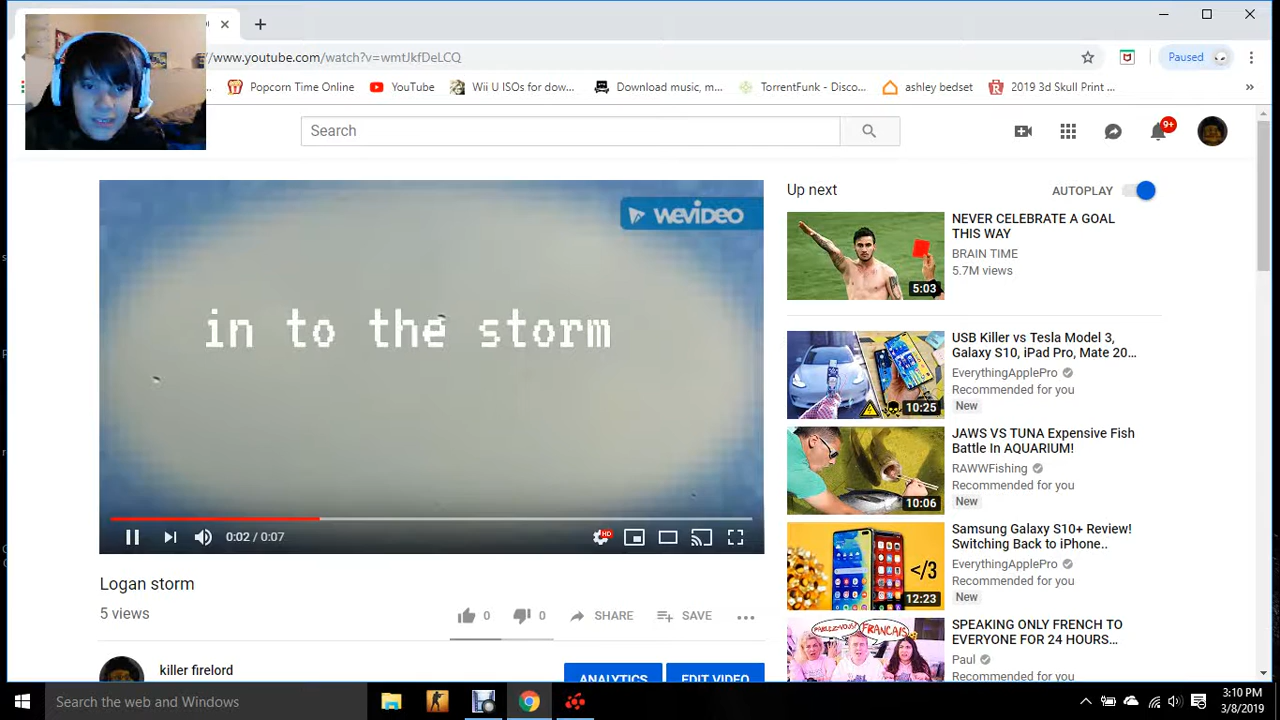 //www.youtube.com/watch?v=wmtJkfDeLCQ
Paused
Popcorn Time Online
YouTube
Wii U ISOs for dow...
Download music, m...
TorrentFunk - Disco...
ashley bedset
2019 3d Skull Print ...
»
Search
9+
wevideo
in to the storm
0:02 / 0:07
HD
Logan storm
5 views
0
0
SHARE
SAVE
killer firelord
ANALYTICS
EDIT VIDEO
Up next
AUTOPLAY
NEVER CELEBRATE A GOAL
THIS WAY
BRAIN TIME
5.7M views
5:03
USB Killer vs Tesla Model 3,
Galaxy S10, iPad Pro, Mate 20...
EverythingApplePro
Recommended for you
New
10:25
JAWS VS TUNA Expensive Fish
Battle In AQUARIUM!
RAWWFishing
Recommended for you
New
10:06
Samsung Galaxy S10+ Review!
Switching Back to iPhone..
EverythingApplePro
Recommended for you
New
</3
12:23
SPEAKING ONLY FRENCH TO
EVERYONE FOR 24 HOURS...
Paul
Recommended for you
FRANÇAIS
Search the web and Windows
3:10 PM
3/8/2019